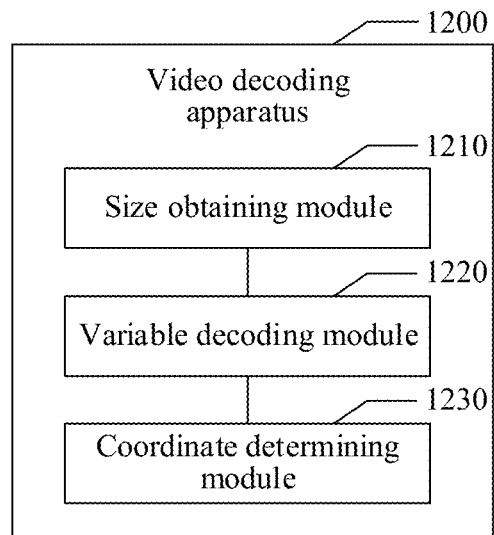 1200
Video decoding
apparatus
1210
Size obtaining module
1220
Variable decoding module
1230
Coordinate determining
module